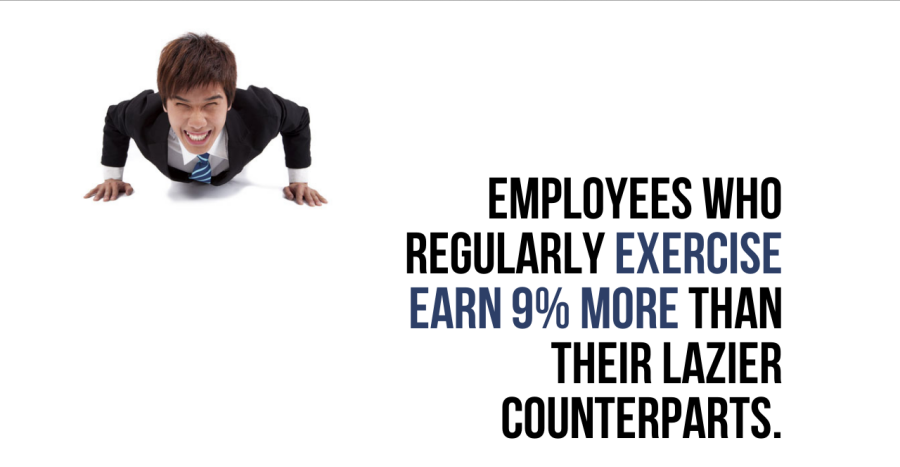 EMPLOYEES WHO
REGULARLY EXERCISE
EARN 9% MORE THAN
THEIR LAZIER
COUNTERPARTS.